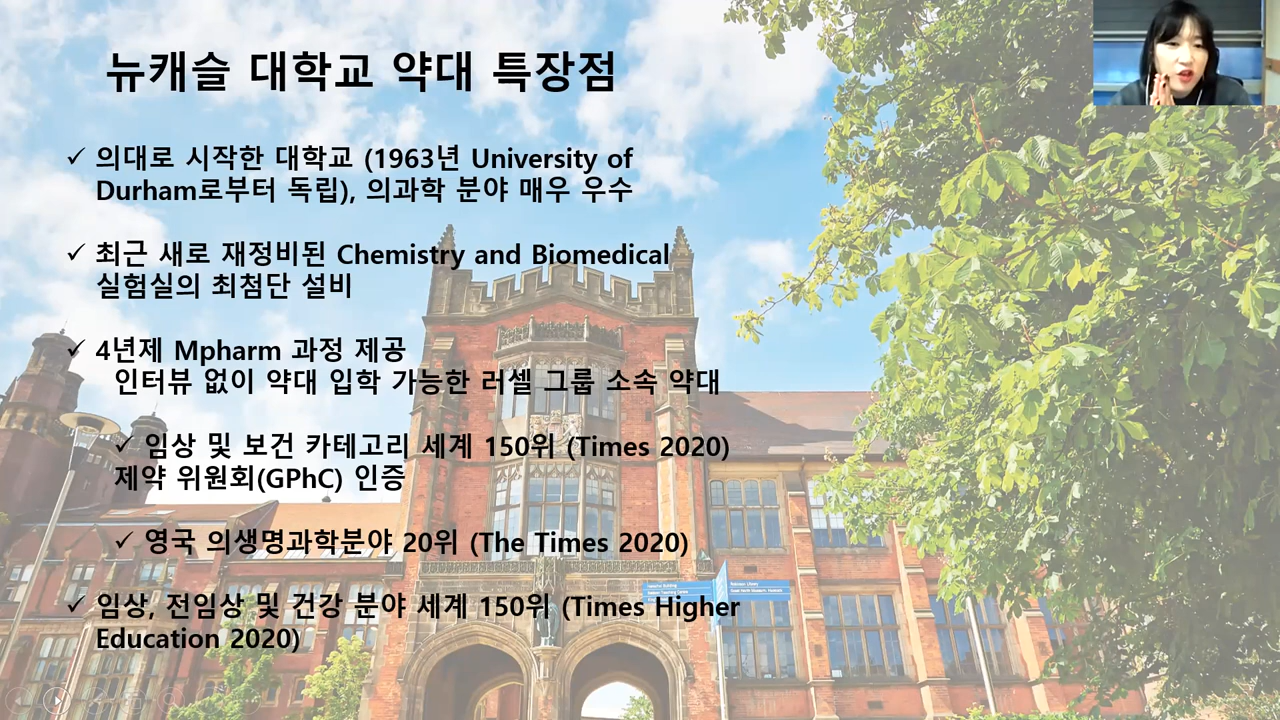 뉴캐슬 대학교 약대 특장점
✓ 의대로 시작한 대학교 (1963년 University of
Durham로부터 독립), 의과학 분야 매우 우수
✓ 최근 새로 재정비된 Chemistry and Biomedical
실험실의 최첨단 설비
✓ 4년제 Mpharm 과정 제공
인터뷰 없이 약대 입학 가능한 러셀 그룹 소속 약대
✓ 임상 및 보건 카테고리 세계 150위 (Times 2020)
제약 위원회(GPhC) 인증
✓ 영국 의생명과학분야 20위 (The Times 2020)
✓ 임상, 전임상 및 건강 분야 세계 150위 (Times Higher
Education 2020)